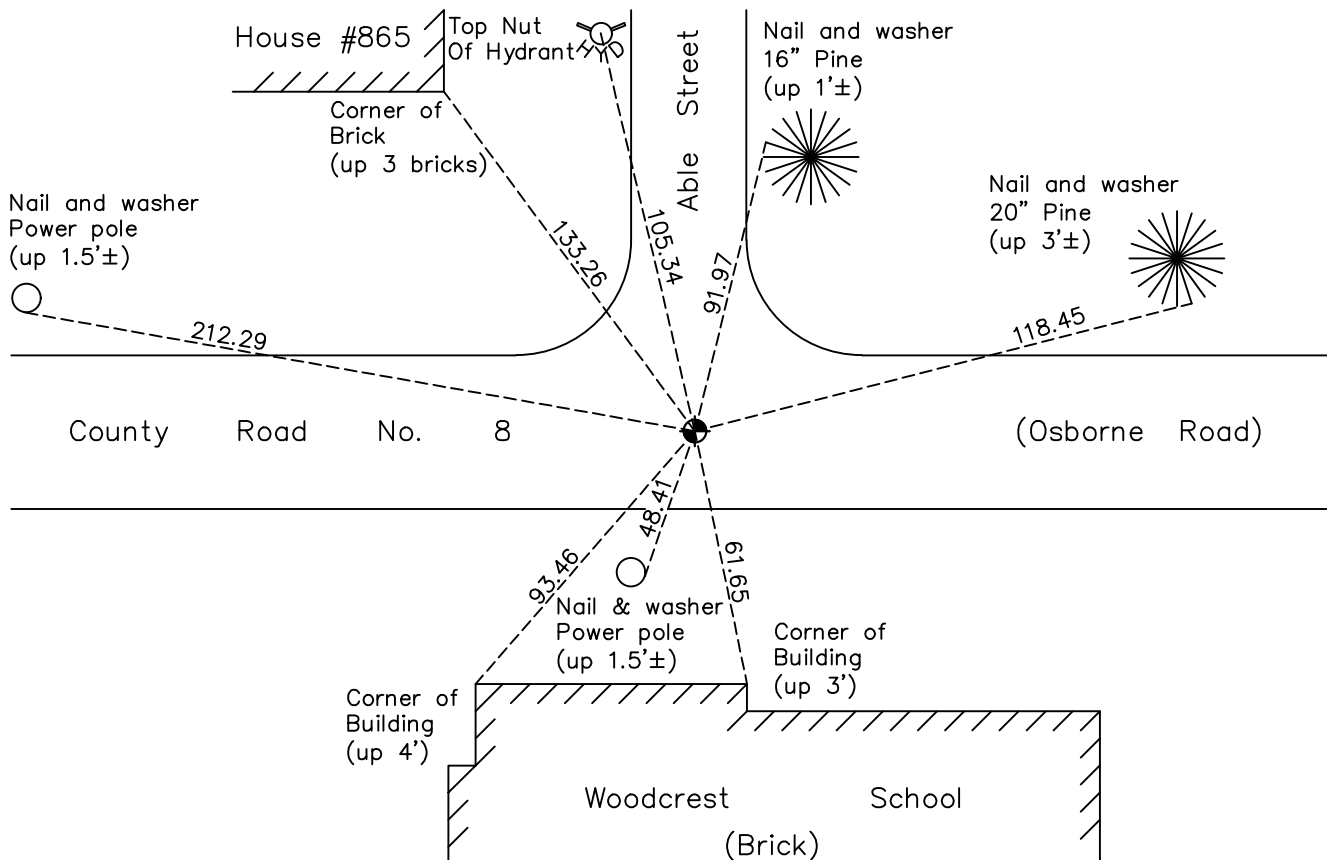 House #865
Top Nut
Of Hydrant
HYD
Able Street
Nail and washer
16” Pine
(up 1’±)
Corner of
Brick
(up 3 bricks)
Nail and washer
20” Pine
(up 3’±)
Nail and washer
Power pole
(up 1.5’±)
133.26
105.34
91.97
212.29
118.45
County Road No. 8
(Osborne Road)
48.41
93.46
61.65
Nail & washer
Power pole
(up 1.5’±)
Corner of
Building
(up 3’)
Corner of
Building
(up 4’)
Woodcrest School
(Brick)